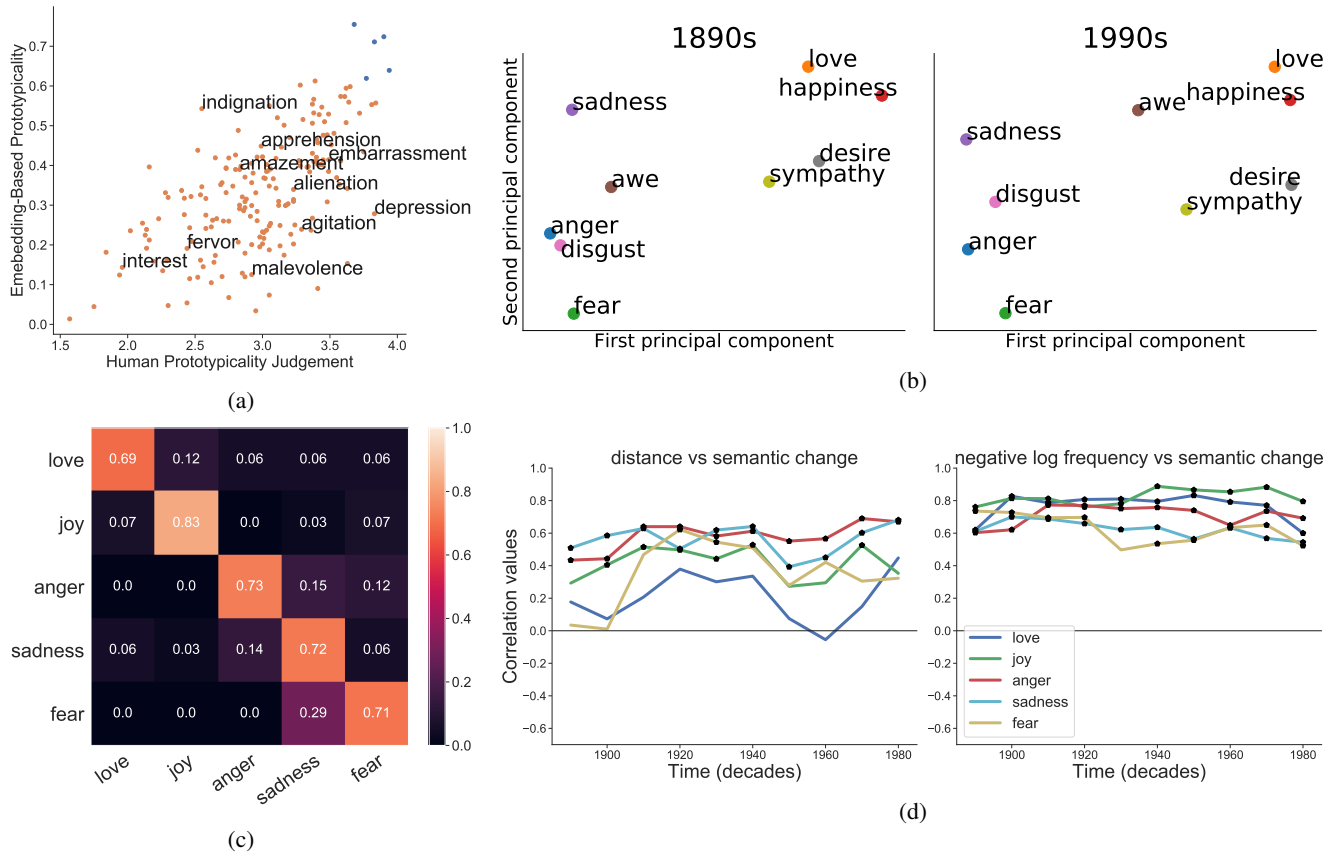 Emebedding-Based Prototypicality
0.7
0.6
0.5
0.4
0.3
0.2
0.1
0.0
indignation
apprehension
embarrassment
amazement
alienation
depression
agitation
fervor
interest
malevolence
1.5 2.0 2.5 3.0 3.5 4.0
Human Prototypicality Judgement
(a)
1890s
Second principal component
love
happiness
sadness
desire
sympathy
awe
anger
disgust
fear
First principal component
1990s
love
happiness
awe
sadness
desire
disgust
sympathy
anger
fear
First principal component
(b)
love 0.69 0.12 0.06 0.06 0.06
joy 0.07 0.83 0.0 0.03 0.07
anger 0.0 0.0 0.73 0.15 0.12
sadness 0.06 0.03 0.14 0.72 0.06
fear 0.0 0.0 0.0 0.29 0.71
love joy anger sadness fear
1.0
0.8
0.6
0.4
0.2
0.0
(c)
distance vs semantic change
Correlation values
1.0
0.8
0.6
0.4
0.2
0.0
−0.2
−0.4
−0.6
1900 1920 1940 1960 1980
Time (decades)
negative log frequency vs semantic change
1.0
0.8
0.6
0.4
0.2
0.0
−0.2
−0.4
−0.6
love
joy
anger
sadness
fear
1900 1920 1940 1960 1980
Time (decades)
(d)